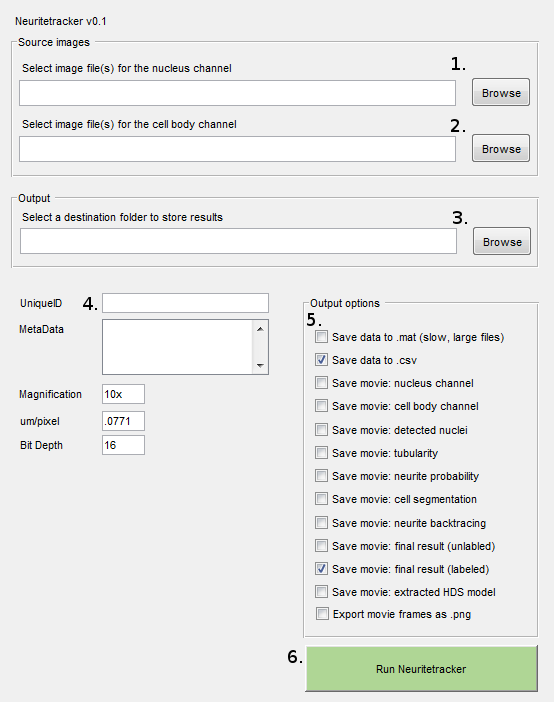 Neuritetracker v0.1
Source images
Select image file(s) for the nucleus channel
1.
Browse
Select image file(s) for the cell body channel
2.
Browse
Output
Select a destination folder to store results
3.
Browse
UniqueID 4.
MetaData
Magnification 10x
um/pixel .0771
Bit Depth 16
Output options
5.
Save data to .mat (slow, large files)
Save data to .csv
Save movie: nucleus channel
Save movie: cell body channel
Save movie: detected nuclei
Save movie: tubularity
Save movie: neurite probability
Save movie: cell segmentation
Save movie: neurite backtracing
Save movie: final result (unlabled)
Save movie: final result (labeled)
Save movie: extracted HDS model
Export movie frames as .png
6. Run Neuritetracker